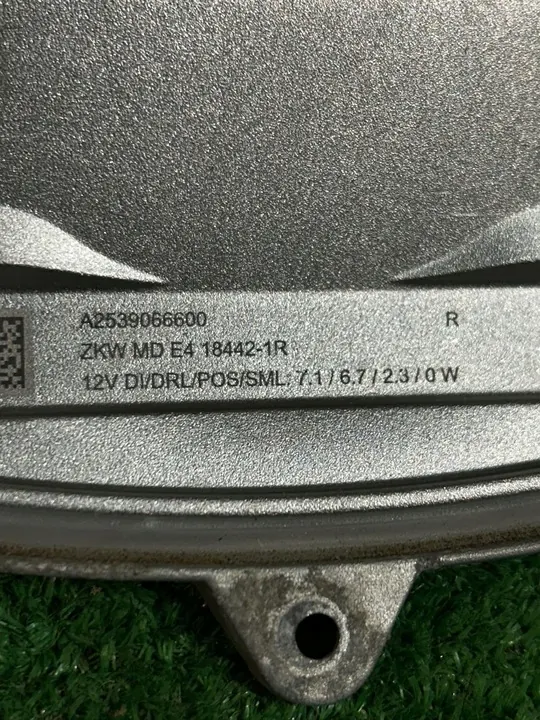 A2539066600 R
ZKW MD E4 18442-1R
12V DI/DRL/POS/SML: 7.1 / 6.7 / 2.3 / 0 W